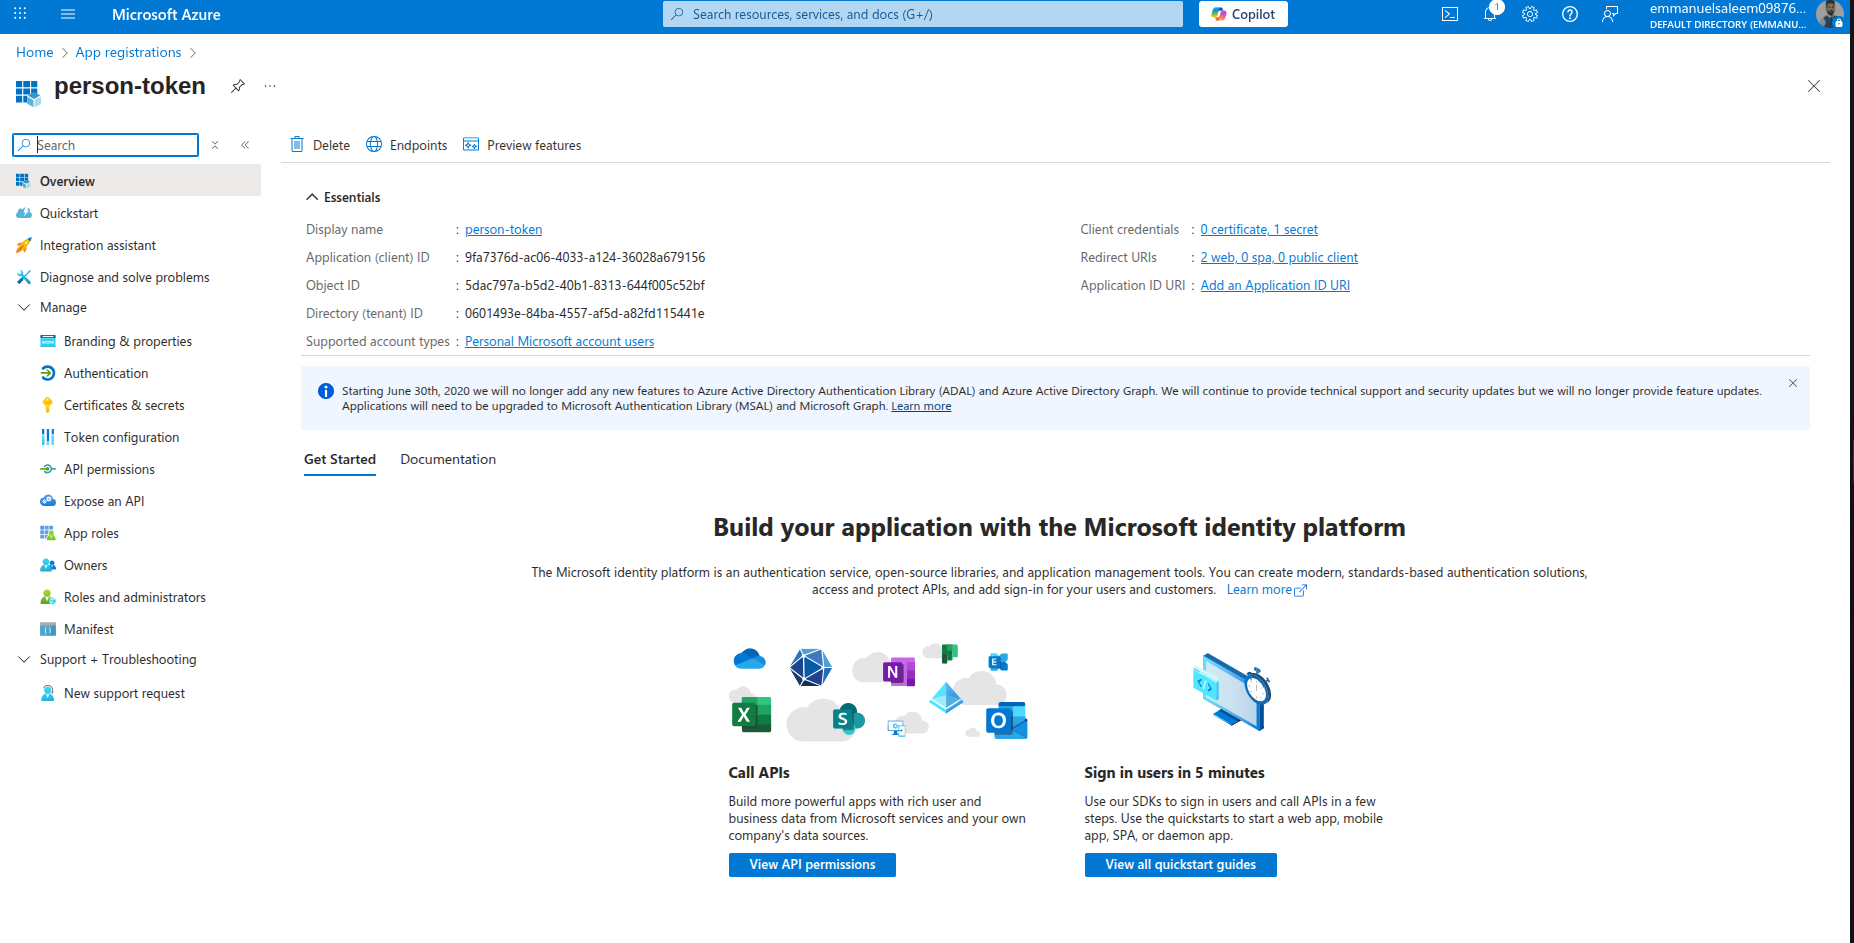 Microsoft Azure
Search resources, services, and docs (G+/)
Copilot
1
emmanuelsaleem09876...
DEFAULT DIRECTORY (EMMANU...
Home > App registrations >
person-token
...
Search
Delete
Endpoints
Preview features
Overview
Quickstart
Integration assistant
Diagnose and solve problems
Manage
Branding & properties
Authentication
Certificates & secrets
Token configuration
API permissions
Expose an API
App roles
Owners
Roles and administrators
Manifest
Support + Troubleshooting
New support request
Essentials
Display name : person-token
Application (client) ID : 9fa7376d-ac06-4033-a124-36028a679156
Object ID : 5dac797a-b5d2-40b1-8313-644f005c52bf
Directory (tenant) ID : 0601493e-84ba-4557-af5d-a82fd115441e
Supported account types : Personal Microsoft account users
Client credentials : 0 certificate, 1 secret
Redirect URIs : 2 web, 0 spa, 0 public client
Application ID URI : Add an Application ID URI
Starting June 30th, 2020 we will no longer add any new features to Azure Active Directory Authentication Library (ADAL) and Azure Active Directory Graph. We will continue to provide technical support and security updates but we will no longer provide feature updates.
Applications will need to be upgraded to Microsoft Authentication Library (MSAL) and Microsoft Graph. Learn more
Get Started
Documentation
Build your application with the Microsoft identity platform
The Microsoft identity platform is an authentication service, open-source libraries, and application management tools. You can create modern, standards-based authentication solutions,
access and protect APIs, and add sign-in for your users and customers. Learn more
N
E
X
S
O
Call APIs
Build more powerful apps with rich user and
business data from Microsoft services and your own
company's data sources.
View API permissions
Sign in users in 5 minutes
Use our SDKs to sign in users and call APIs in a few
steps. Use the quickstarts to start a web app, mobile
app, SPA, or daemon app.
View all quickstart guides